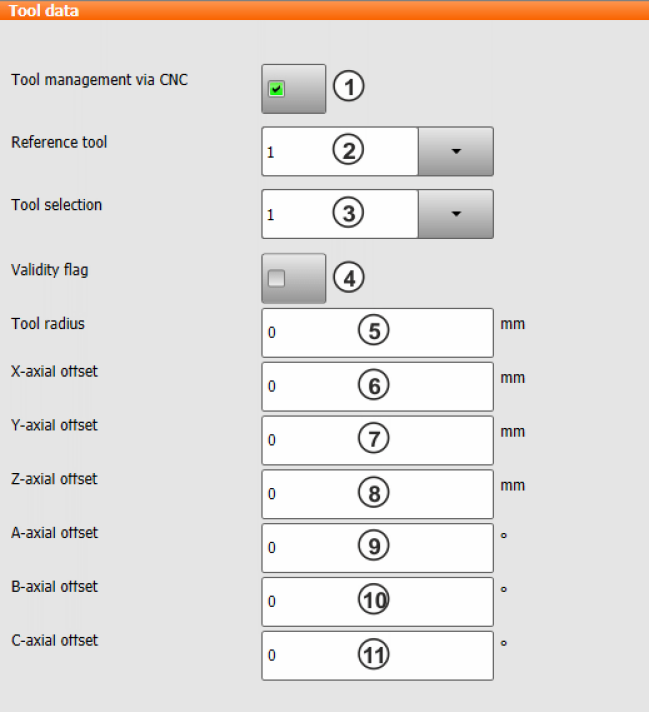 Tool data
Tool management via CNC 1
Reference tool 1 2
Tool selection 1 3
Validity flag 4
Tool radius 0 5 mm
X-axial offset 0 6 mm
Y-axial offset 0 7 mm
Z-axial offset 0 8 mm
A-axial offset 0 9 °
B-axial offset 0 10 °
C-axial offset 0 11 °